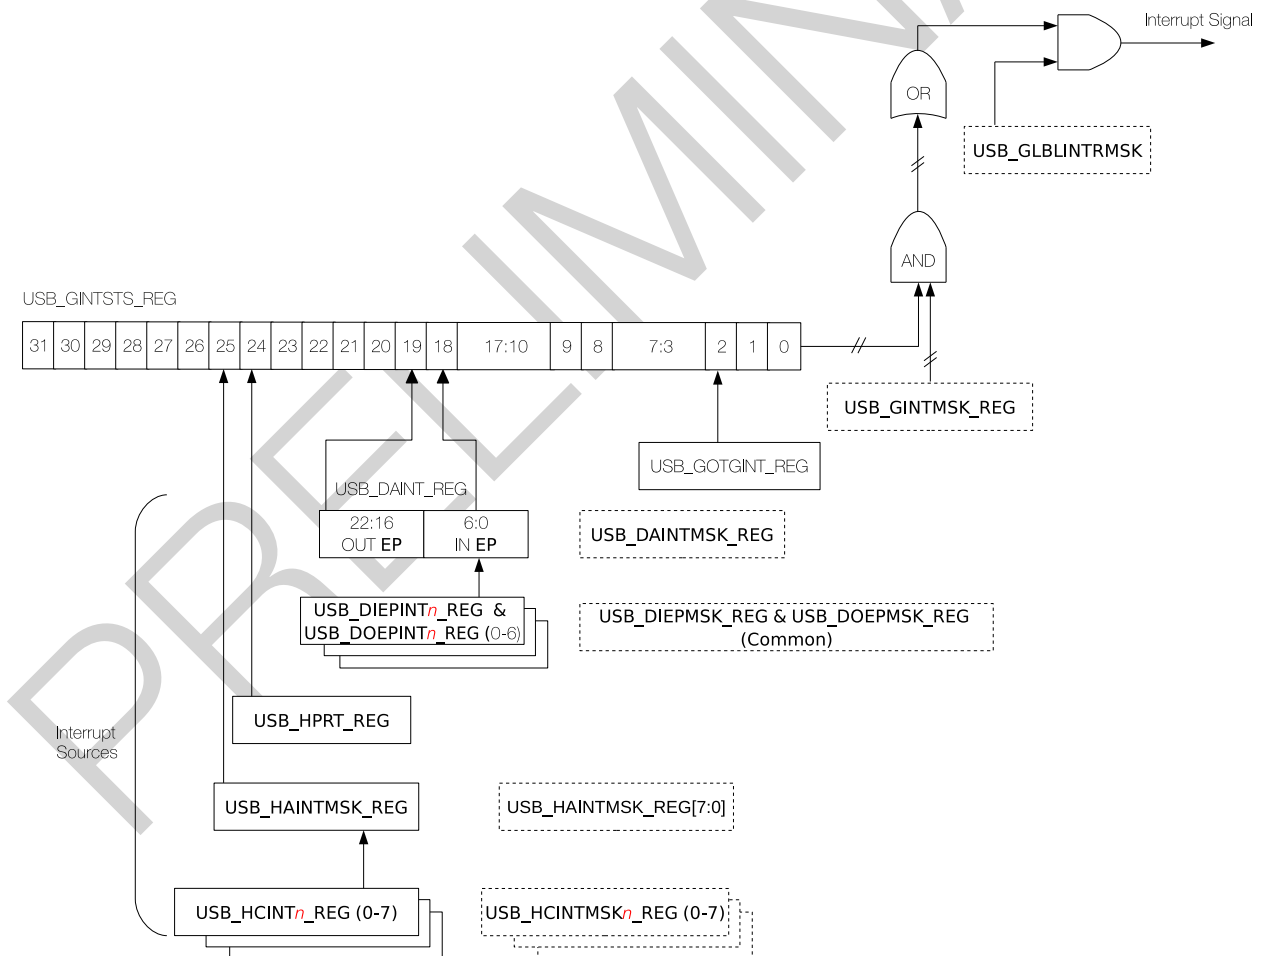 Interrupt Signal
OR
USB_GLBLINTRMSK
AND
USB_GINTSTS_REG
31 30 29 28 27 26 25 24 23 22 21 20 19 18 17:10 9 8 7:3 2 1 0
USB_GINTMSK_REG
USB_GOTGINT_REG
USB_DAINT_REG
22:16
OUT EP
6:0
IN EP
USB_DAINTMSK_REG
USB_DIEPINTn_REG &
USB_DOEPINTn_REG (0-6)
USB_DIEPMSK_REG & USB_DOEPMSK_REG
(Common)
USB_HPRT_REG
Interrupt
Sources
USB_HAINTMSK_REG
USB_HAINTMSK_REG[7:0]
USB_HCINTn_REG (0-7)
USB_HCINTMSKn_REG (0-7)